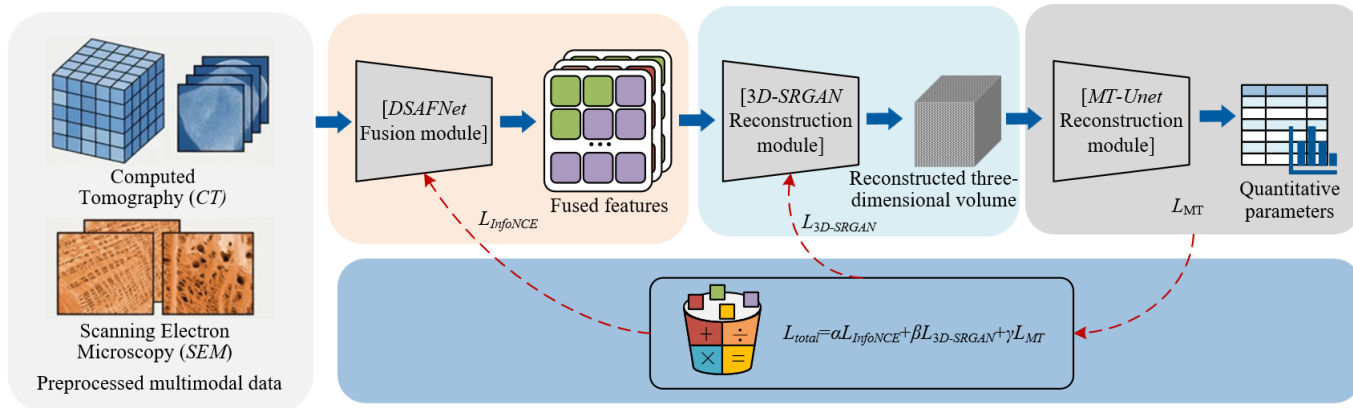 Computed
Tomography (CT)
Scanning Electron
Microscopy (SEM)
Preprocessed multimodal data
[DSAFNet
Fusion module]
...
Fused features
L_InfoNCE
[3D-SRGAN
Reconstruction
module]
Reconstructed three-
dimensional volume
L_3D-SRGAN
[MT-Unet
Reconstruction
module]
Quantitative
parameters
L_MT
+ ÷
× =
L_total=αL_InfoNCE+βL_3D-SRGAN+γL_MT